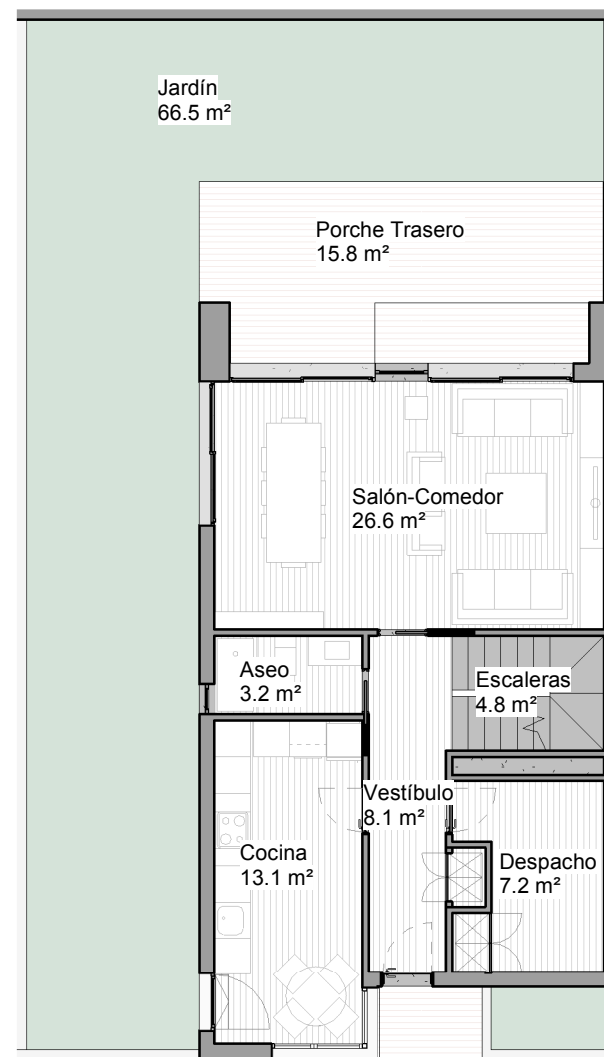 Jardín
66.5 m²
Porche Trasero
15.8 m²
Salón-Comedor
26.6 m²
Aseo
3.2 m²
Escaleras
4.8 m²
Vestíbulo
8.1 m²
Cocina
13.1 m²
Despacho
7.2 m²